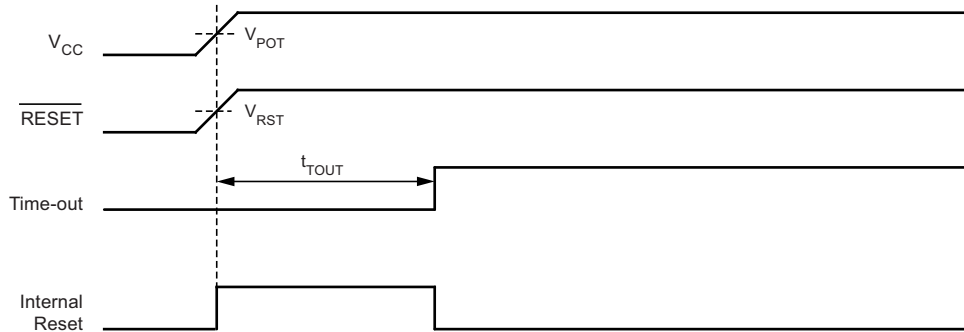 V_CC
V_POT
RESET
V_RST
t_TOUT
Time-out
Internal
Reset